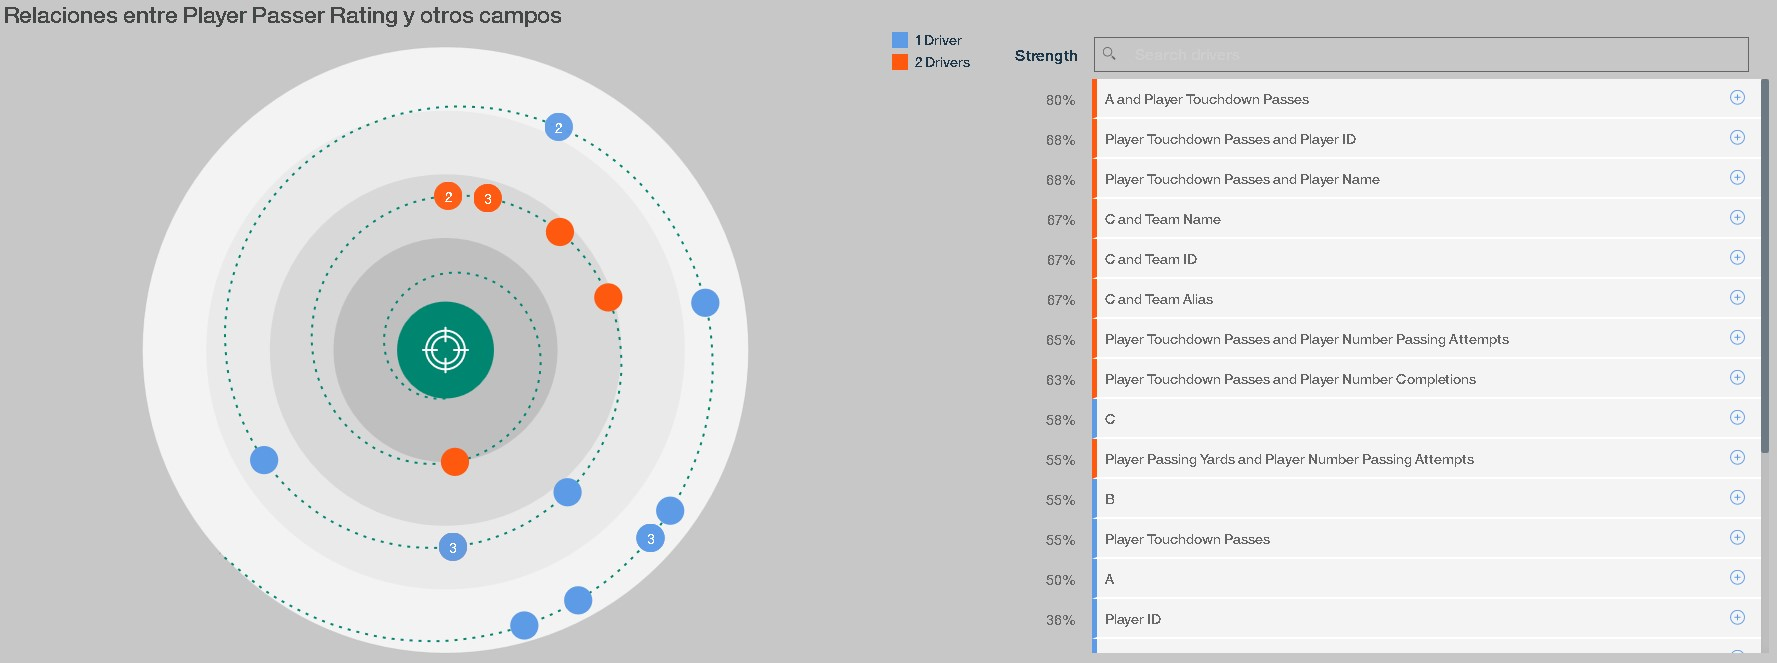 Relaciones entre Player Passer Rating y otros campos
1 Driver
2 Drivers
Strength
Search drivers
80% A and Player Touchdown Passes
68% Player Touchdown Passes and Player ID
68% Player Touchdown Passes and Player Name
67% C and Team Name
67% C and Team ID
67% C and Team Alias
65% Player Touchdown Passes and Player Number Passing Attempts
63% Player Touchdown Passes and Player Number Completions
58% C
55% Player Passing Yards and Player Number Passing Attempts
55% B
55% Player Touchdown Passes
50% A
36% Player ID
2
2
3
3
3